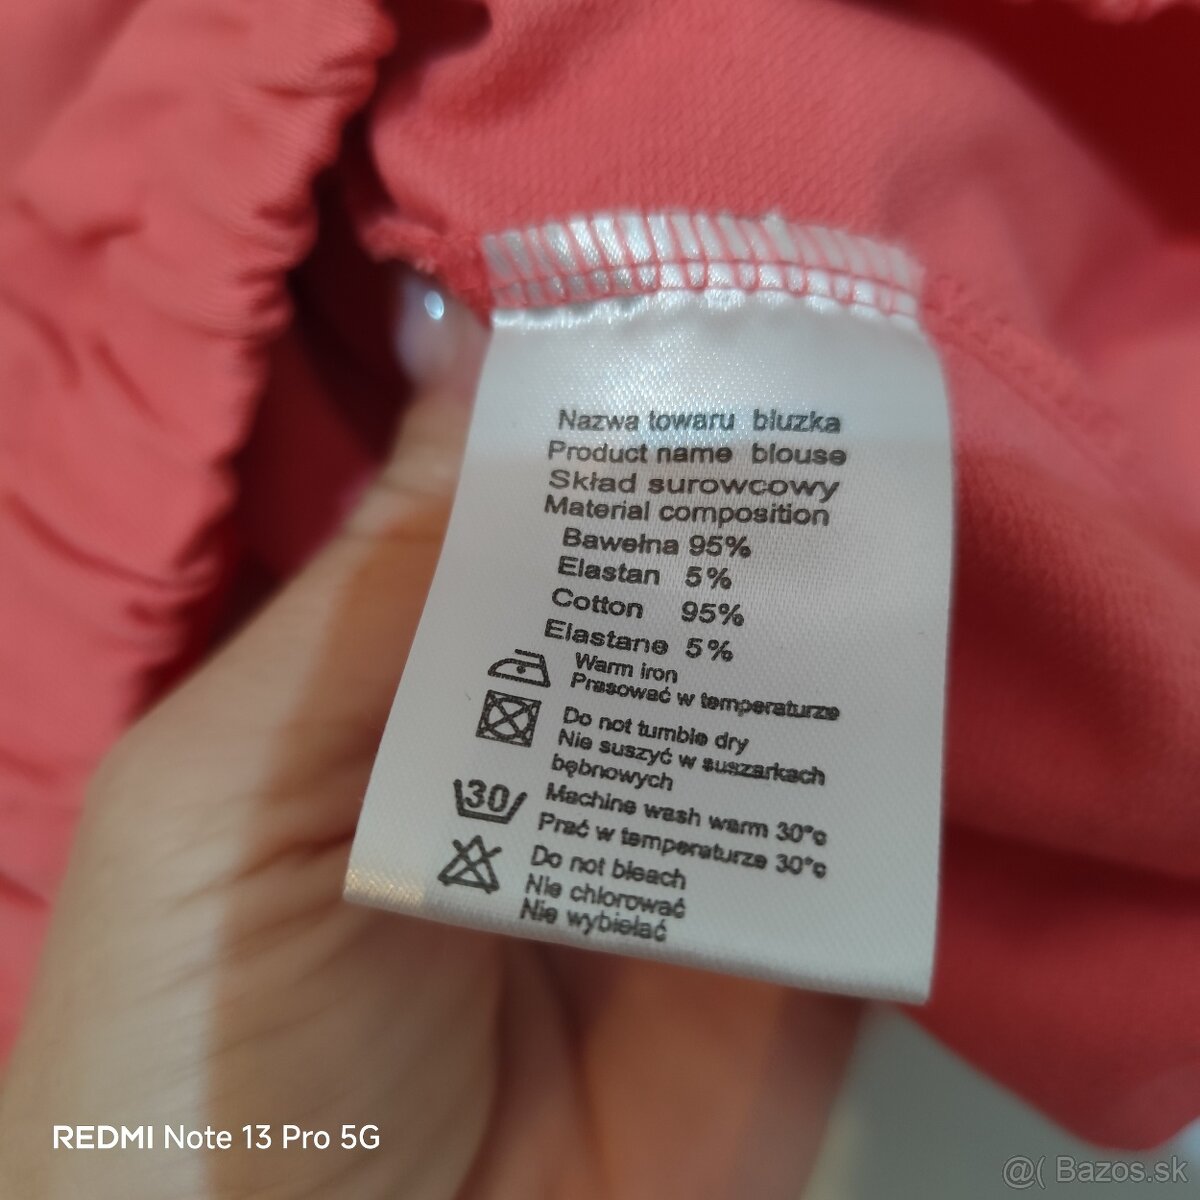 Nazwa towaru bluzka
Product name blouse
Skład surowcowy
Material composition
Bawełna 95%
Elastan 5%
Cotton 95%
Elastane 5%
Warm iron
Prasować w temperaturze
Do not tumble dry
Nie suszyć w suszarkach
bębnowych
30
Machine wash warm 30°c
Prać w temperaturze 30°c
Do not bleach
Nie chlorować
Nie wybielać
REDMI Note 13 Pro 5G
@( Bazos.sk